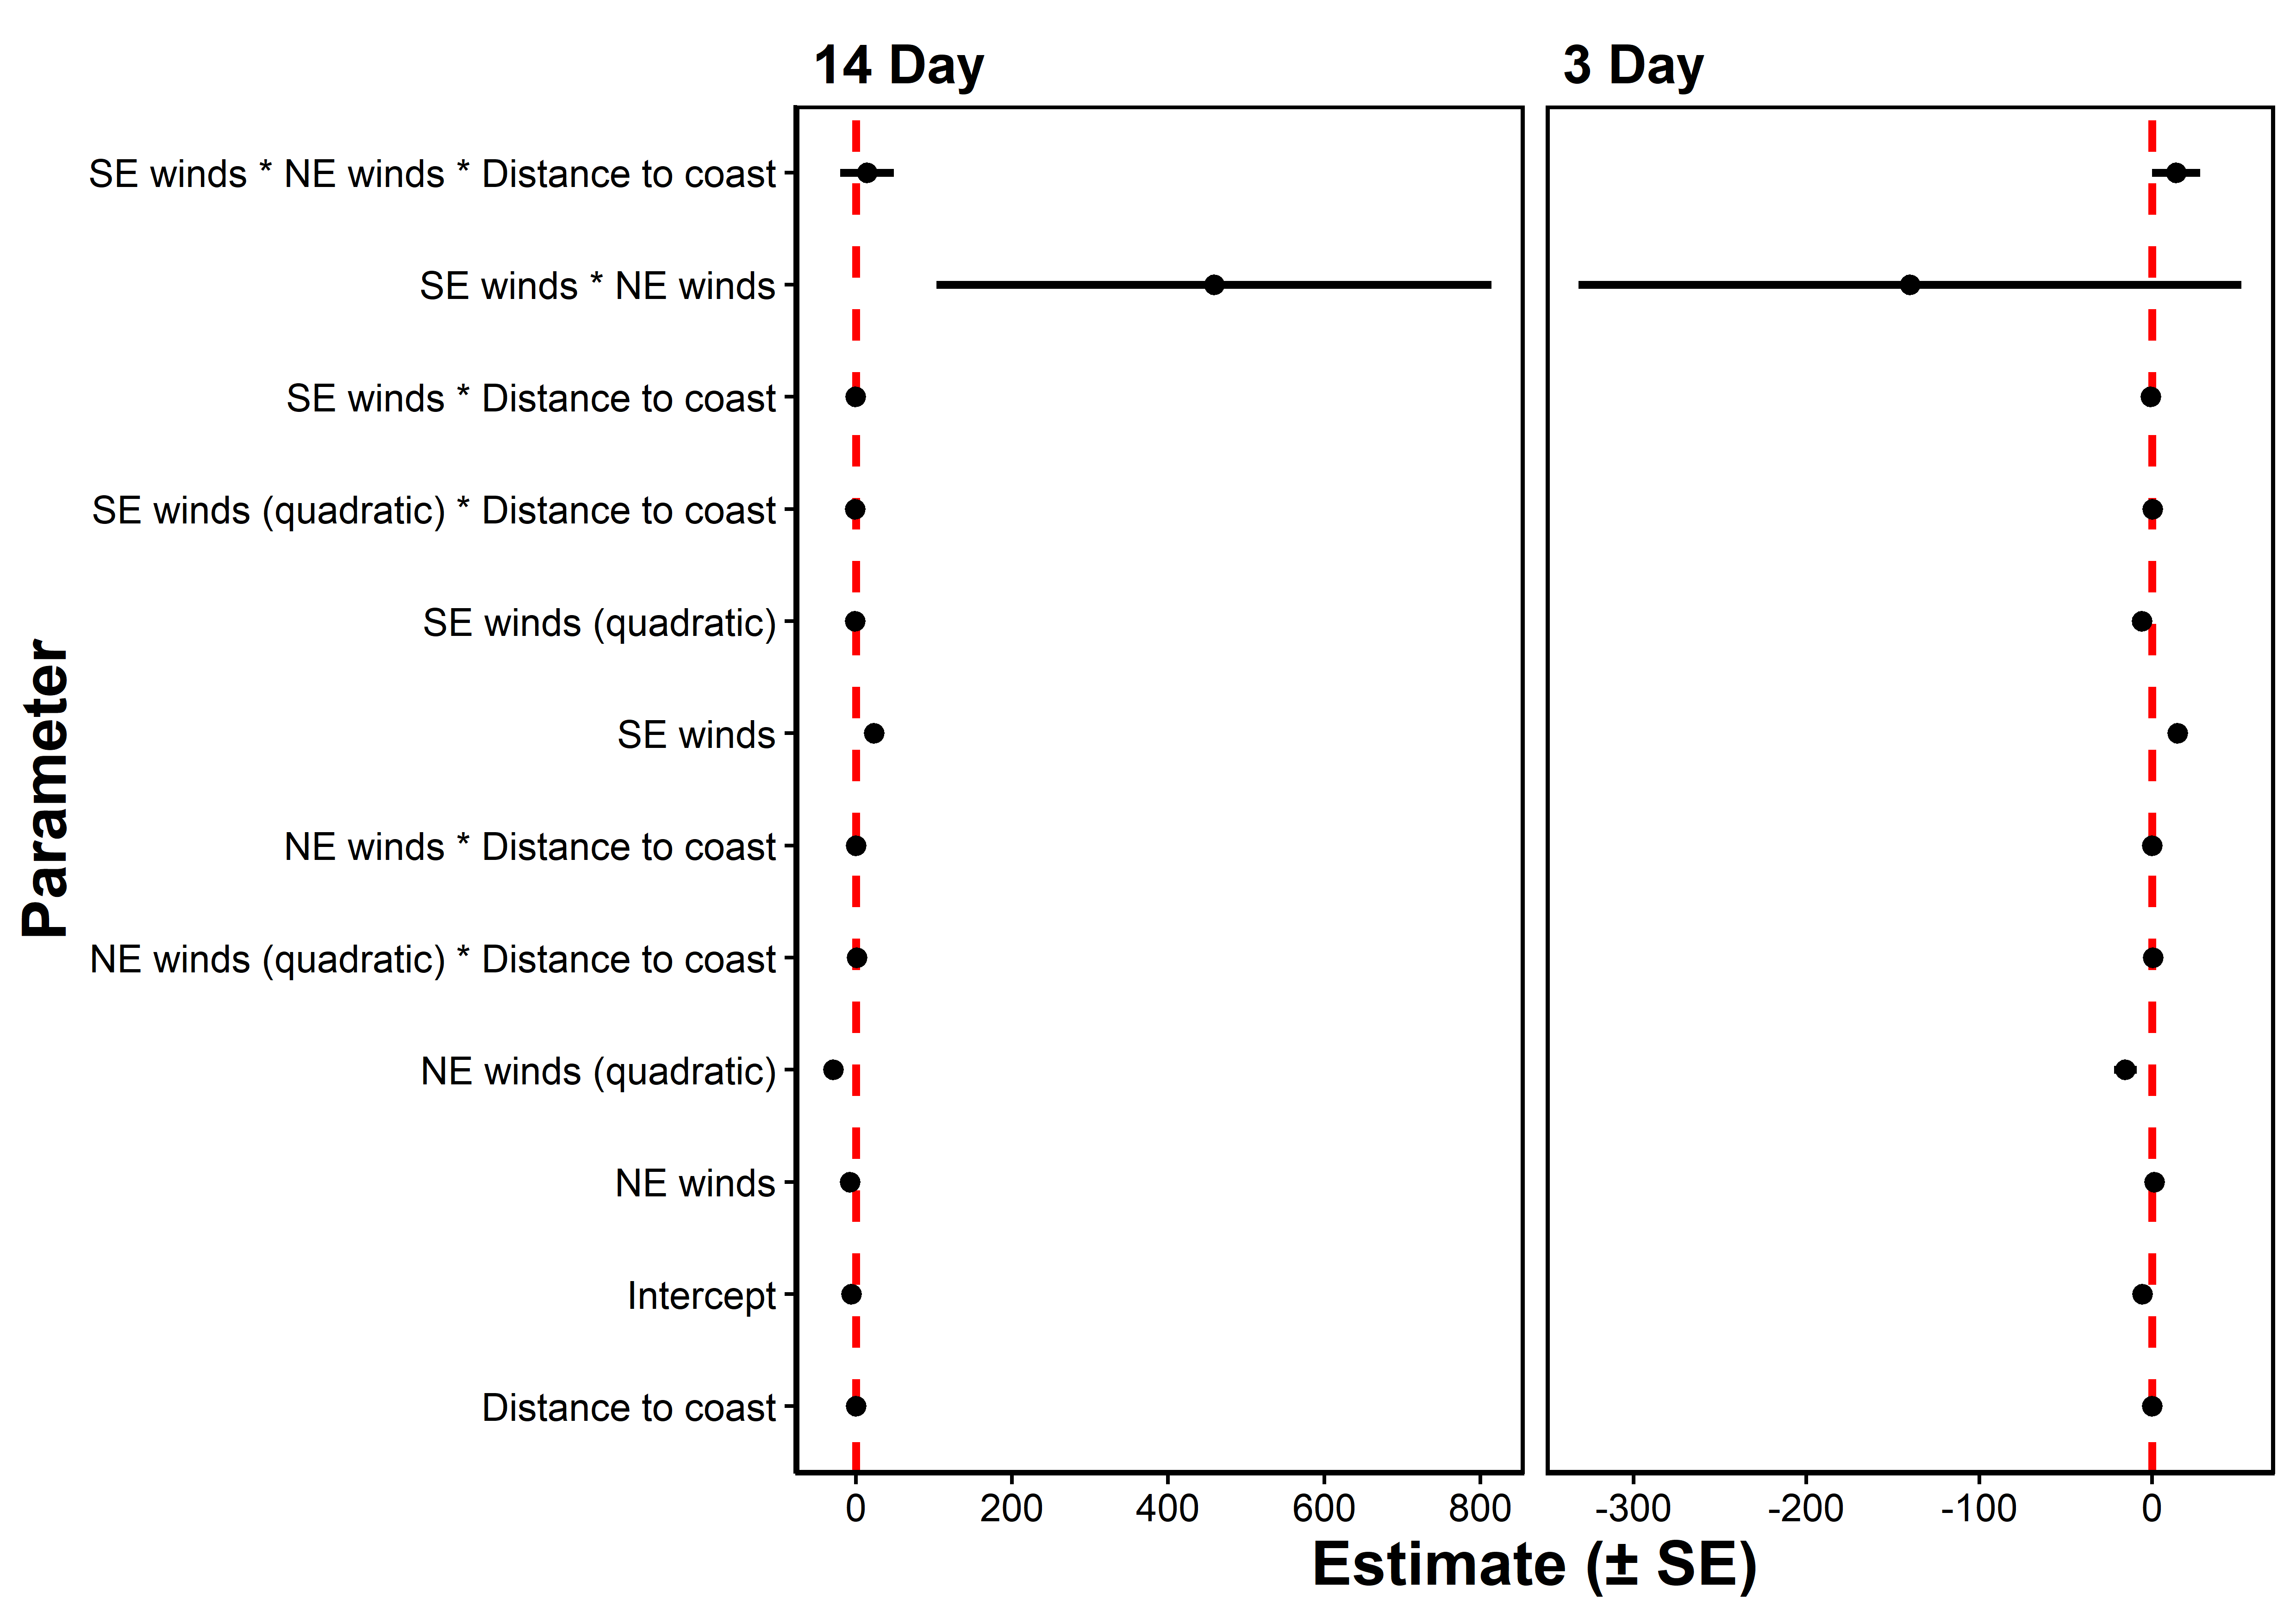 14 Day
3 Day
SE winds * NE winds * Distance to coast
SE winds * NE winds
SE winds * Distance to coast
SE winds (quadratic) * Distance to coast
SE winds (quadratic)
SE winds
NE winds * Distance to coast
NE winds (quadratic) * Distance to coast
NE winds (quadratic)
NE winds
Intercept
Distance to coast
Parameter
0 200 400 600 800
-300 -200 -100 0
Estimate (± SE)